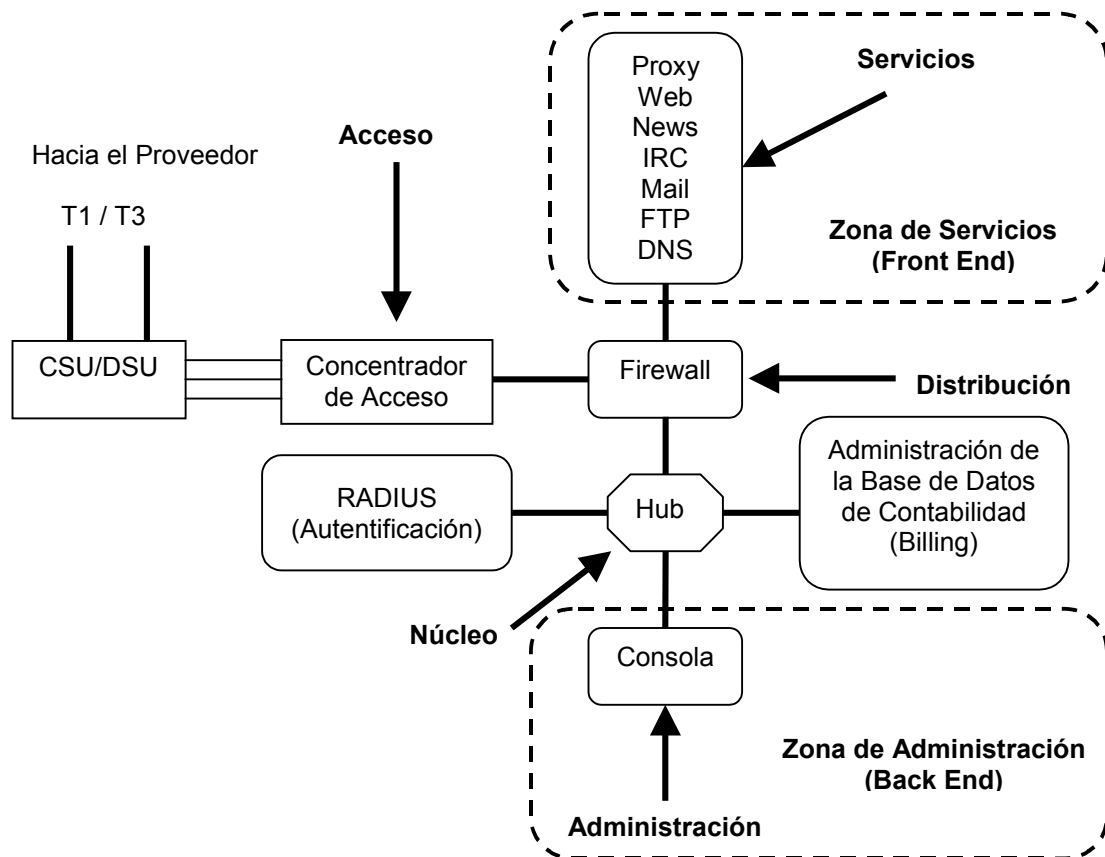 Proxy
Web
News
IRC
Mail
FTP
DNS
Servicios
Zona de Servicios
(Front End)
Acceso
Hacia el Proveedor
T1 / T3
CSU/DSU
Concentrador
de Acceso
Firewall
Distribución
RADIUS
(Autentificación)
Hub
Administración de
la Base de Datos
de Contabilidad
(Billing)
Núcleo
Consola
Zona de Administración
(Back End)
Administración